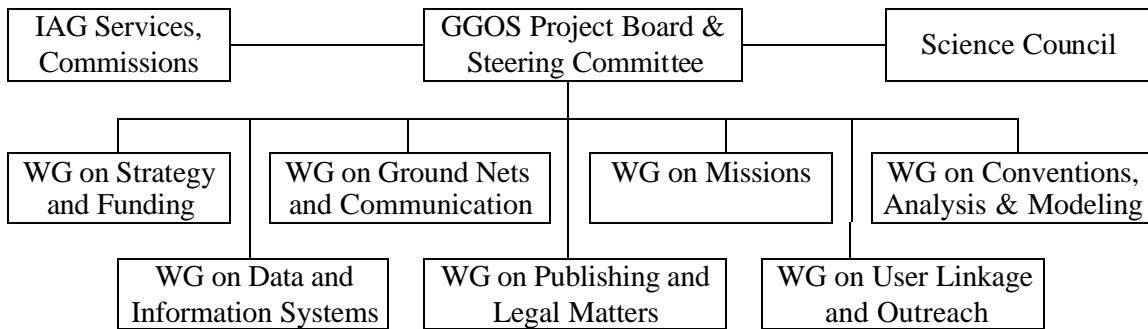 IAG Services,
Commissions
GGOS Project Board &
Steering Committee
Science Council
WG on Strategy
and Funding
WG on Ground Nets
and Communication
WG on Missions
WG on Conventions,
Analysis & Modeling
WG on Data and
Information Systems
WG on Publishing and
Legal Matters
WG on User Linkage
and Outreach